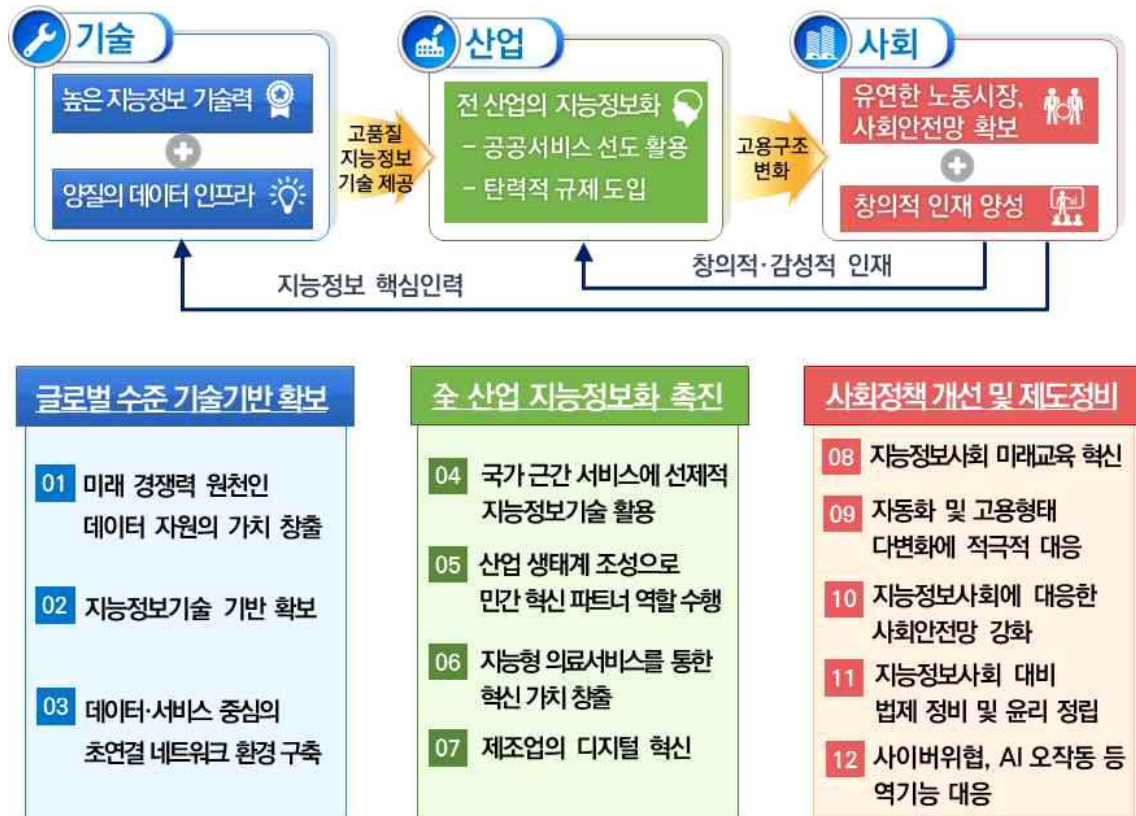 기술
높은 지능정보 기술력
양질의 데이터 인프라
고품질
지능정보
기술 제공
산업
전 산업의 지능정보화
- 공공서비스 선도 활용
- 탄력적 규제 도입
고용구조
변화
사회
유연한 노동시장,
사회안전망 확보
창의적 인재 양성
창의적·감성적 인재
지능정보 핵심인력
글로벌 수준 기술기반 확보
01 미래 경쟁력 원천인
데이터 자원의 가치 창출
02 지능정보기술 기반 확보
03 데이터·서비스 중심의
초연결 네트워크 환경 구축
全 산업 지능정보화 촉진
04 국가 근간 서비스에 선제적
지능정보기술 활용
05 산업 생태계 조성으로
민간 혁신 파트너 역할 수행
06 지능형 의료서비스를 통한
혁신 가치 창출
07 제조업의 디지털 혁신
사회정책 개선 및 제도정비
08 지능정보사회 미래교육 혁신
09 자동화 및 고용형태
다변화에 적극적 대응
10 지능정보사회에 대응한
사회안전망 강화
11 지능정보사회 대비
법제 정비 및 윤리 정립
12 사이버위협, AI 오작동 등
역기능 대응